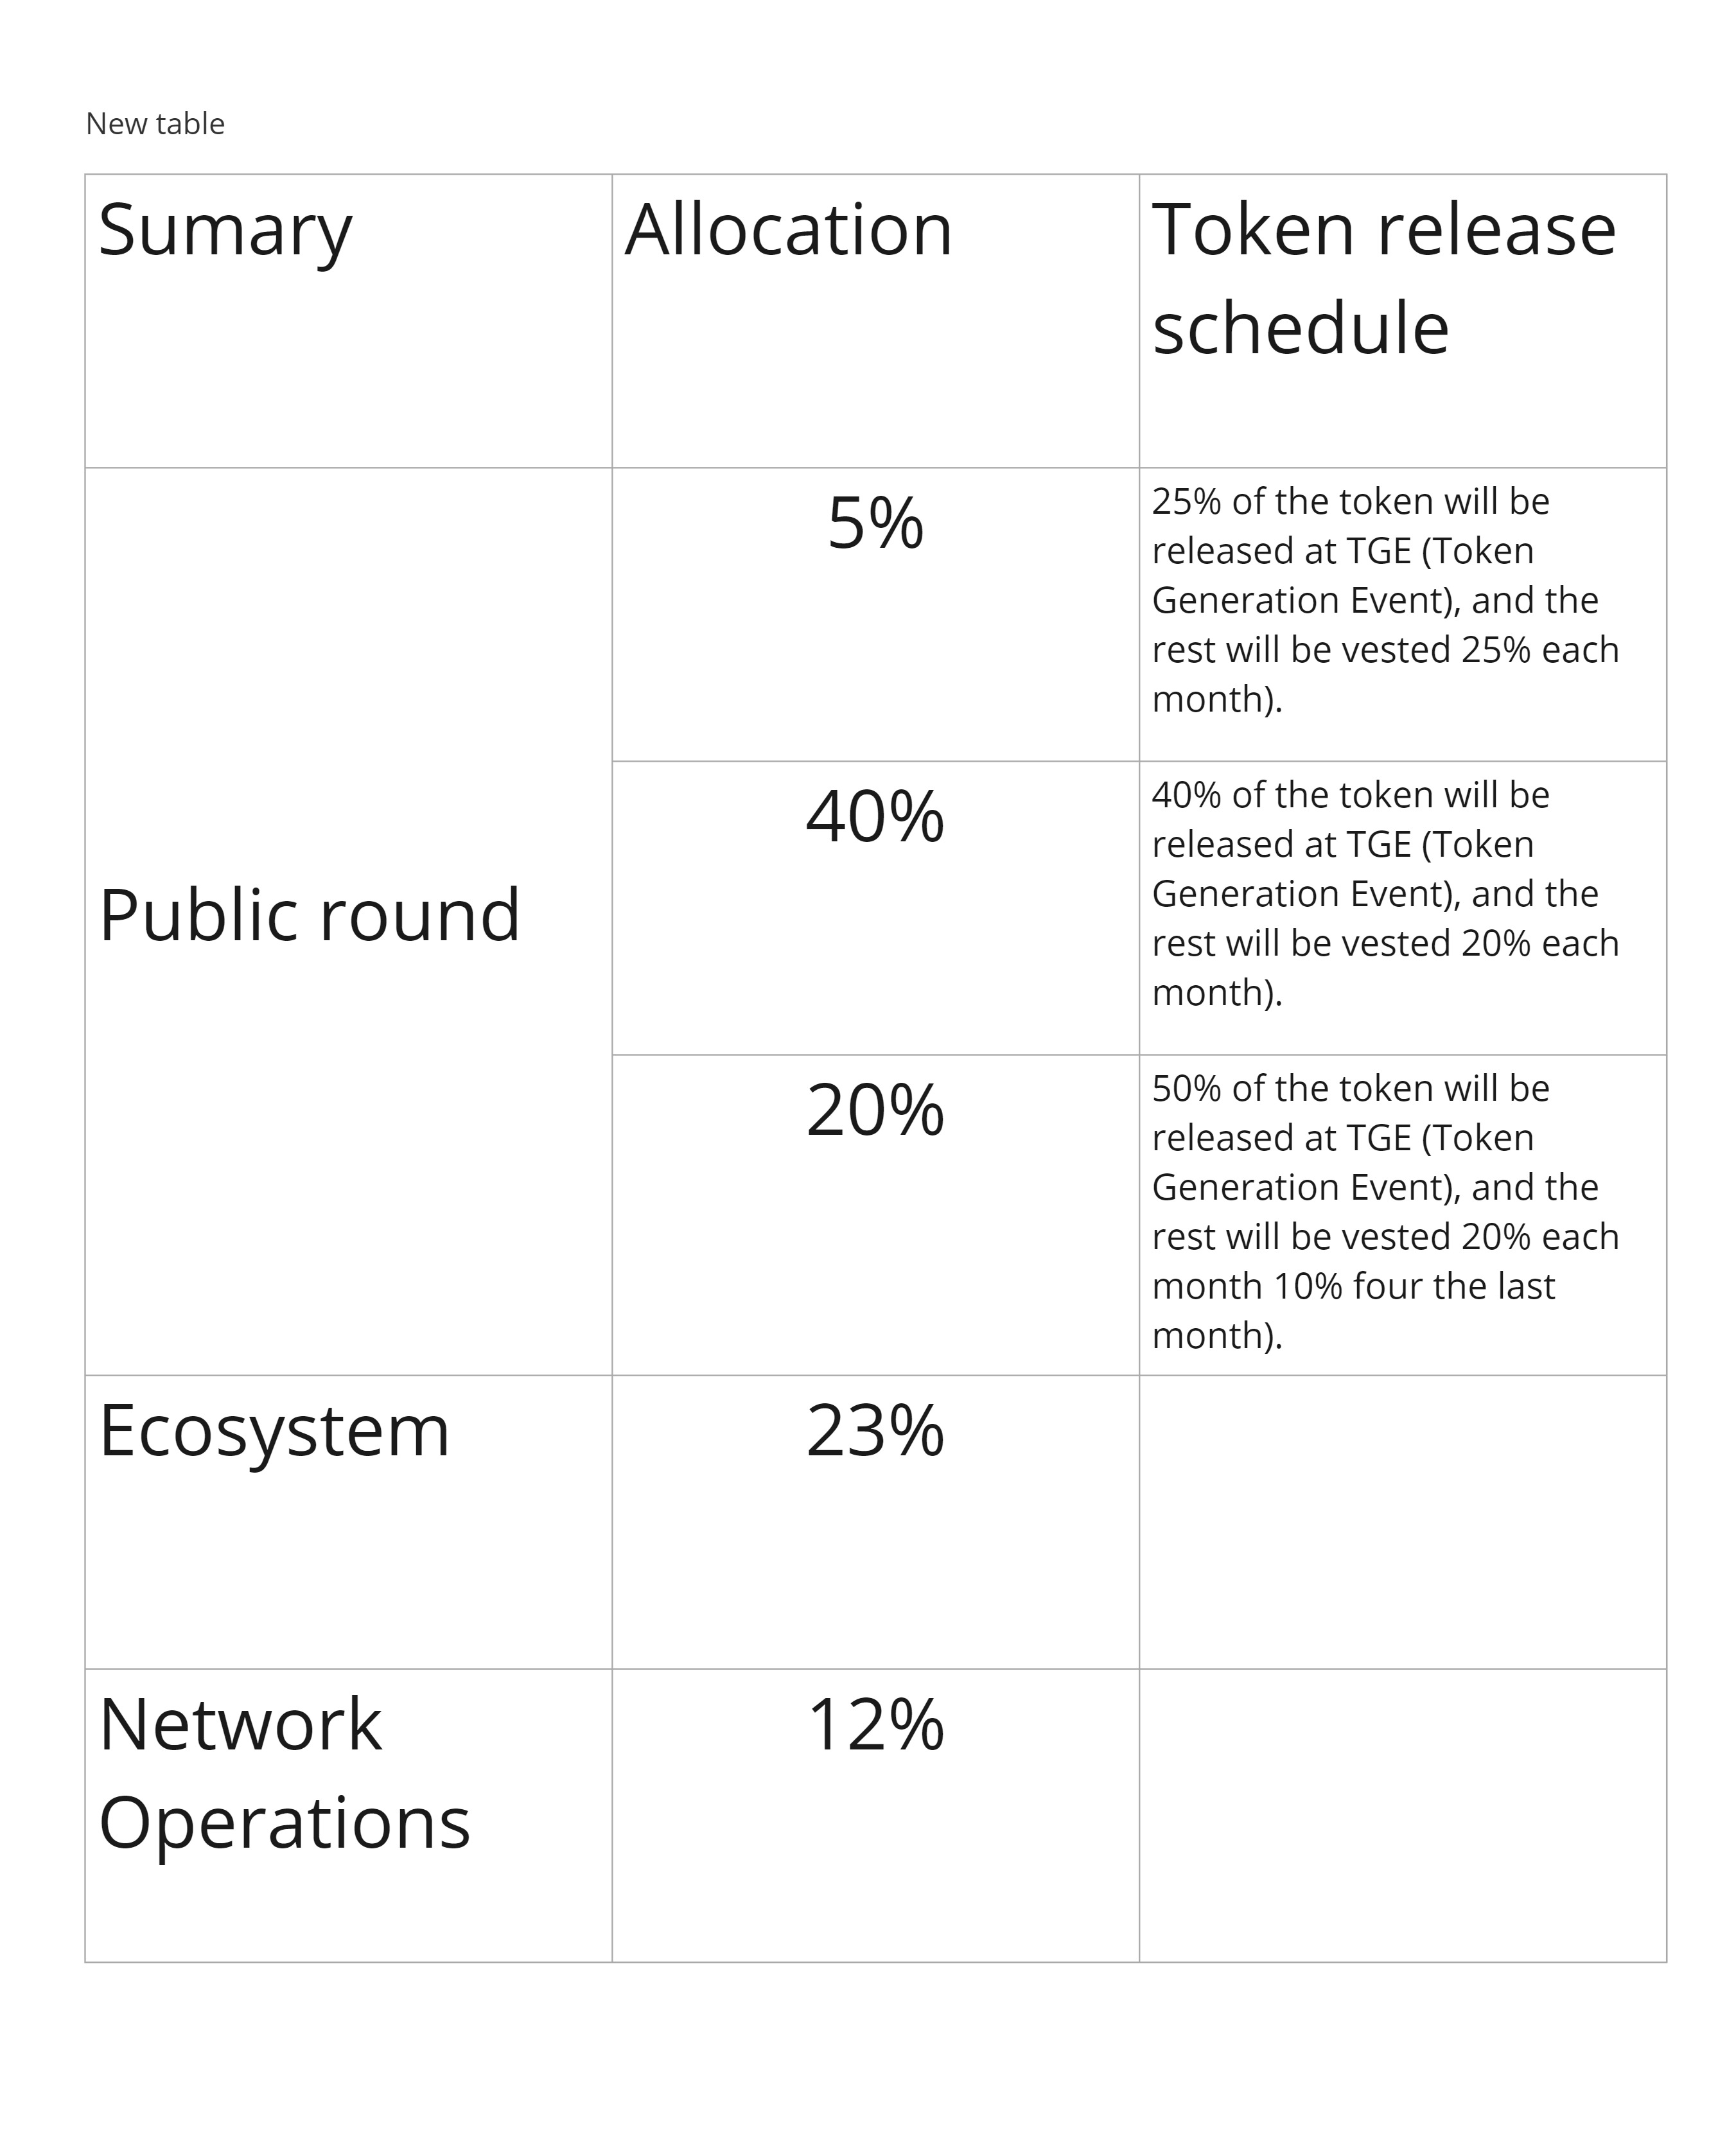 New table
Sumary
Allocation
Token release
schedule
Public round
5%
25% of the token will be
released at TGE (Token
Generation Event), and the
rest will be vested 25% each
month).
40%
40% of the token will be
released at TGE (Token
Generation Event), and the
rest will be vested 20% each
month).
20%
50% of the token will be
released at TGE (Token
Generation Event), and the
rest will be vested 20% each
month 10% four the last
month).
Ecosystem
23%
Network
Operations
12%